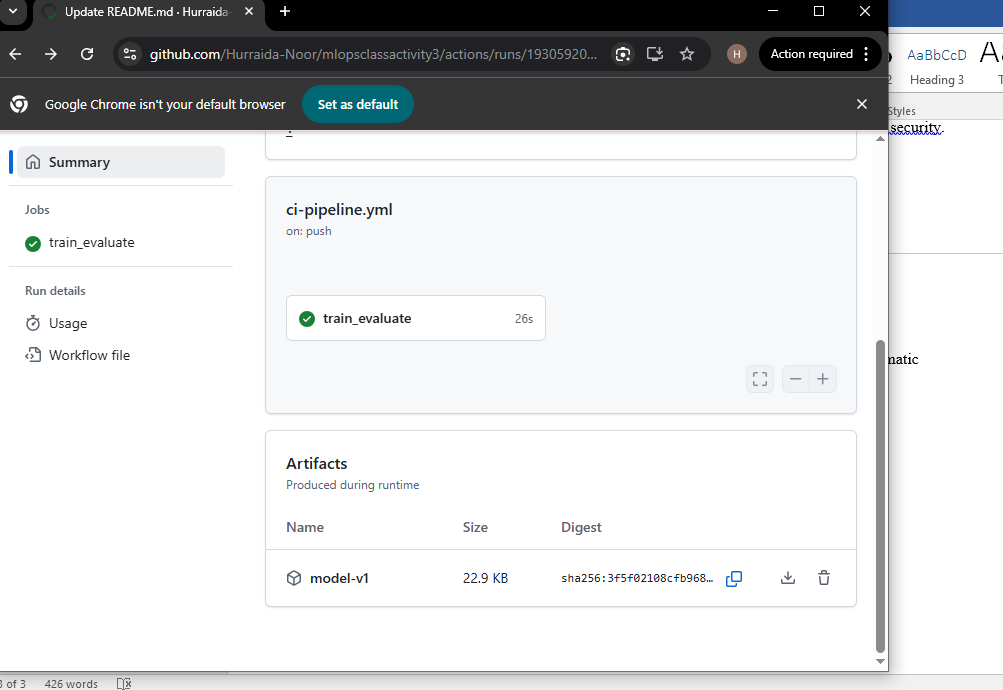 Update README.md · Hurraida-
github.com/Hurraida-Noor/mlopsclassactivity3/actions/runs/19305920...
H
Action required
Google Chrome isn't your default browser
Set as default
AaBbCcD
Heading 3
Styles
security.
matic
Summary
Jobs
train_evaluate
Run details
Usage
Workflow file
ci-pipeline.yml
on: push
train_evaluate
26s
Artifacts
Produced during runtime
Name Size Digest
model-v1 22.9 KB sha256:3f5f02108cfb968...
3 of 3 426 words